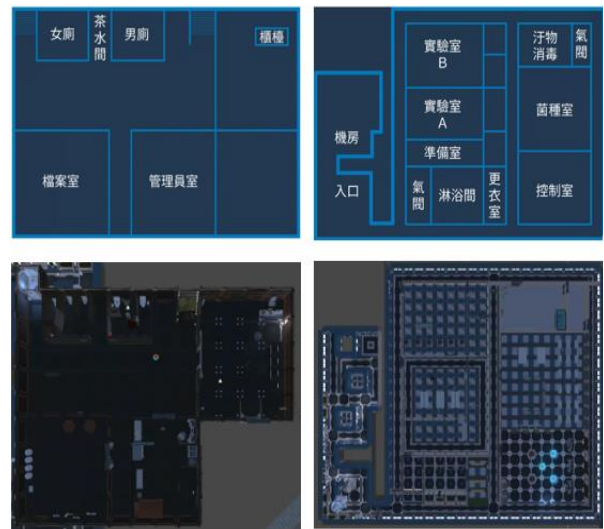 女廁
茶水間
男廁
櫃檯
檔案室
管理員室
實驗室
B
汙物
消毒
氣
閥
實驗室
A
菌種室
機房
準備室
入口
氣
閥
淋浴間
更衣室
控制室